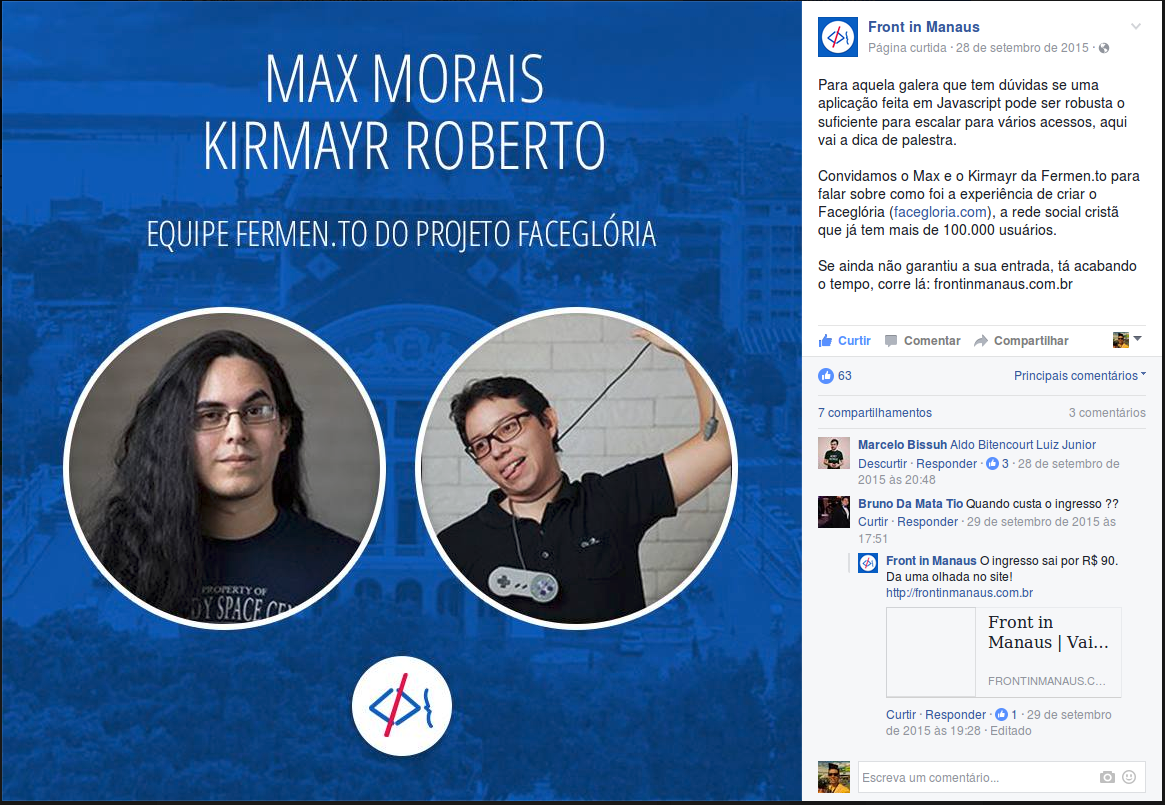 MAX MORAIS
KIRMAYR ROBERTO
EQUIPE FERMEN.TO DO PROJETO FACEGLÓRIA
PROPERTY OF
DY SPACE CE
Front in Manaus
Página curtida · 28 de setembro de 2015 ·
Para aquela galera que tem dúvidas se uma
aplicação feita em Javascript pode ser robusta o
suficiente para escalar para vários acessos, aqui
vai a dica de palestra.
Convidamos o Max e o Kirmayr da Fermen.to para
falar sobre como foi a experiência de criar o
Faceglória (facegloria.com), a rede social cristã
que já tem mais de 100.000 usuários.
Se ainda não garantiu a sua entrada, tá acabando
o tempo, corre lá: frontinmanaus.com.br
Curtir Comentar Compartilhar
63 Principais comentários
7 compartilhamentos 3 comentários
Marcelo Bissuh Aldo Bitencourt Luiz Junior
Descurtir · Responder · 3 · 28 de setembro de
2015 às 20:48
Bruno Da Mata Tio Quando custa o ingresso ??
Curtir · Responder · 29 de setembro de 2015 às
17:51
Front in Manaus O ingresso sai por R$ 90.
Da uma olhada no site!
http://frontinmanaus.com.br
Front in
Manaus | Vai...
FRONTINMANAUS.C...
Curtir · Responder · 1 · 29 de setembro
de 2015 às 19:28 · Editado
Escreva um comentário...